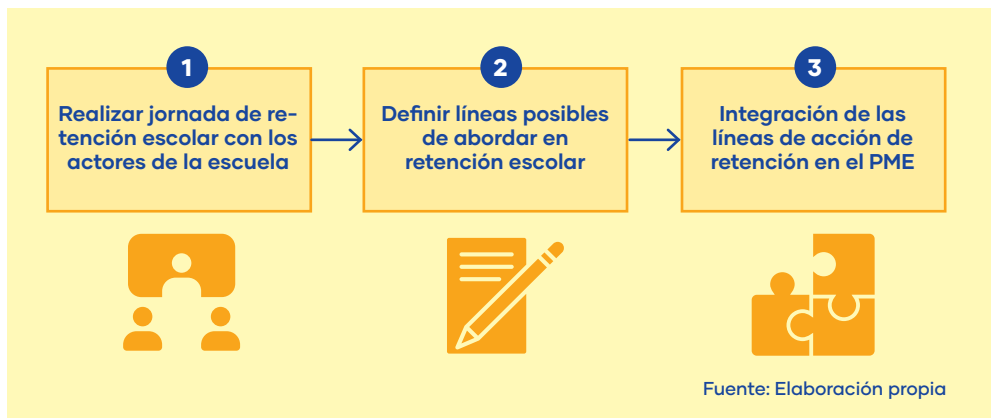 1
Realizar jornada de re-
tención escolar con los
actores de la escuela
2
Definir líneas posibles
de abordar en
retención escolar
3
Integración de las
líneas de acción de
retención en el PME
Fuente: Elaboración propia